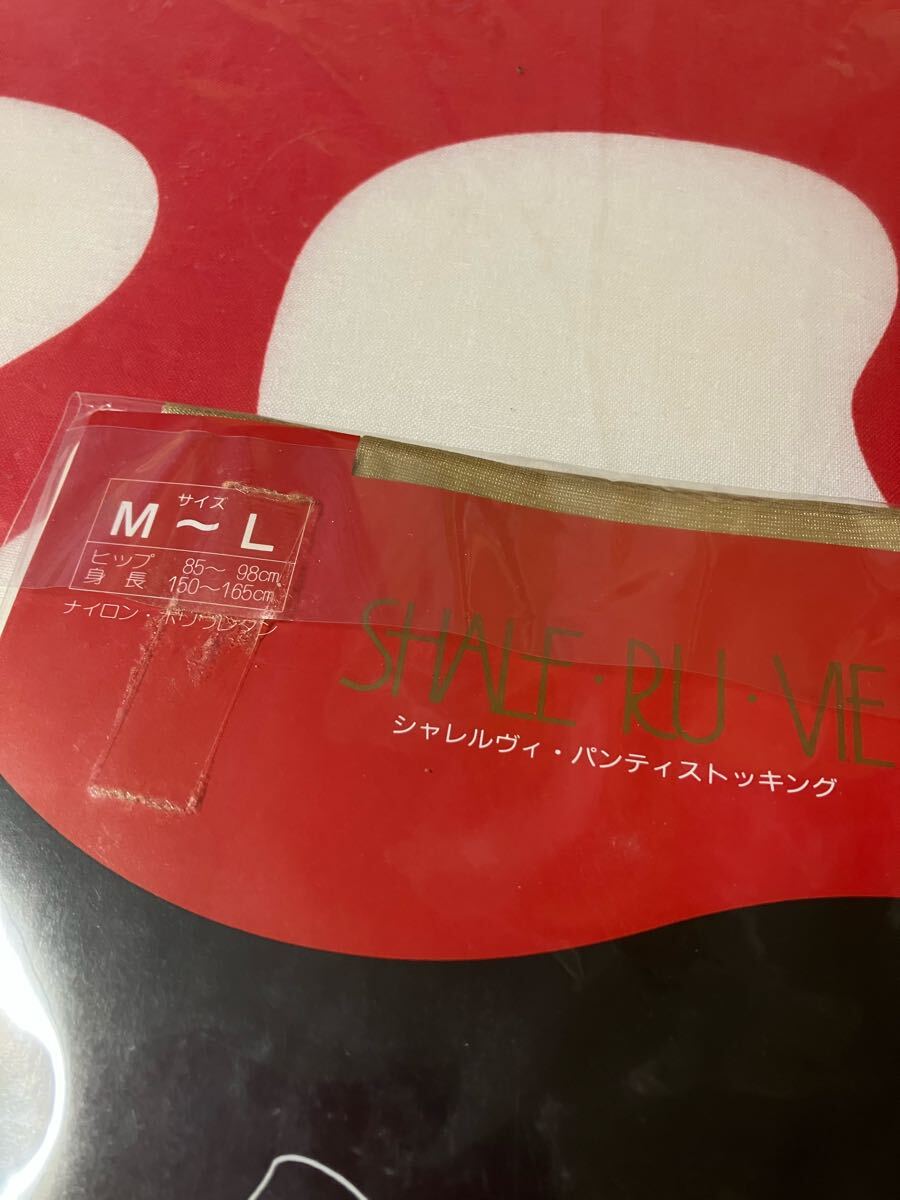 サイズ
M～L
ヒップ 85～ 98cm
身長 150～165cm
ナイロン・ポリウレタン
SHALE・RU・VIE
シャレルヴィ・パンティストッキング